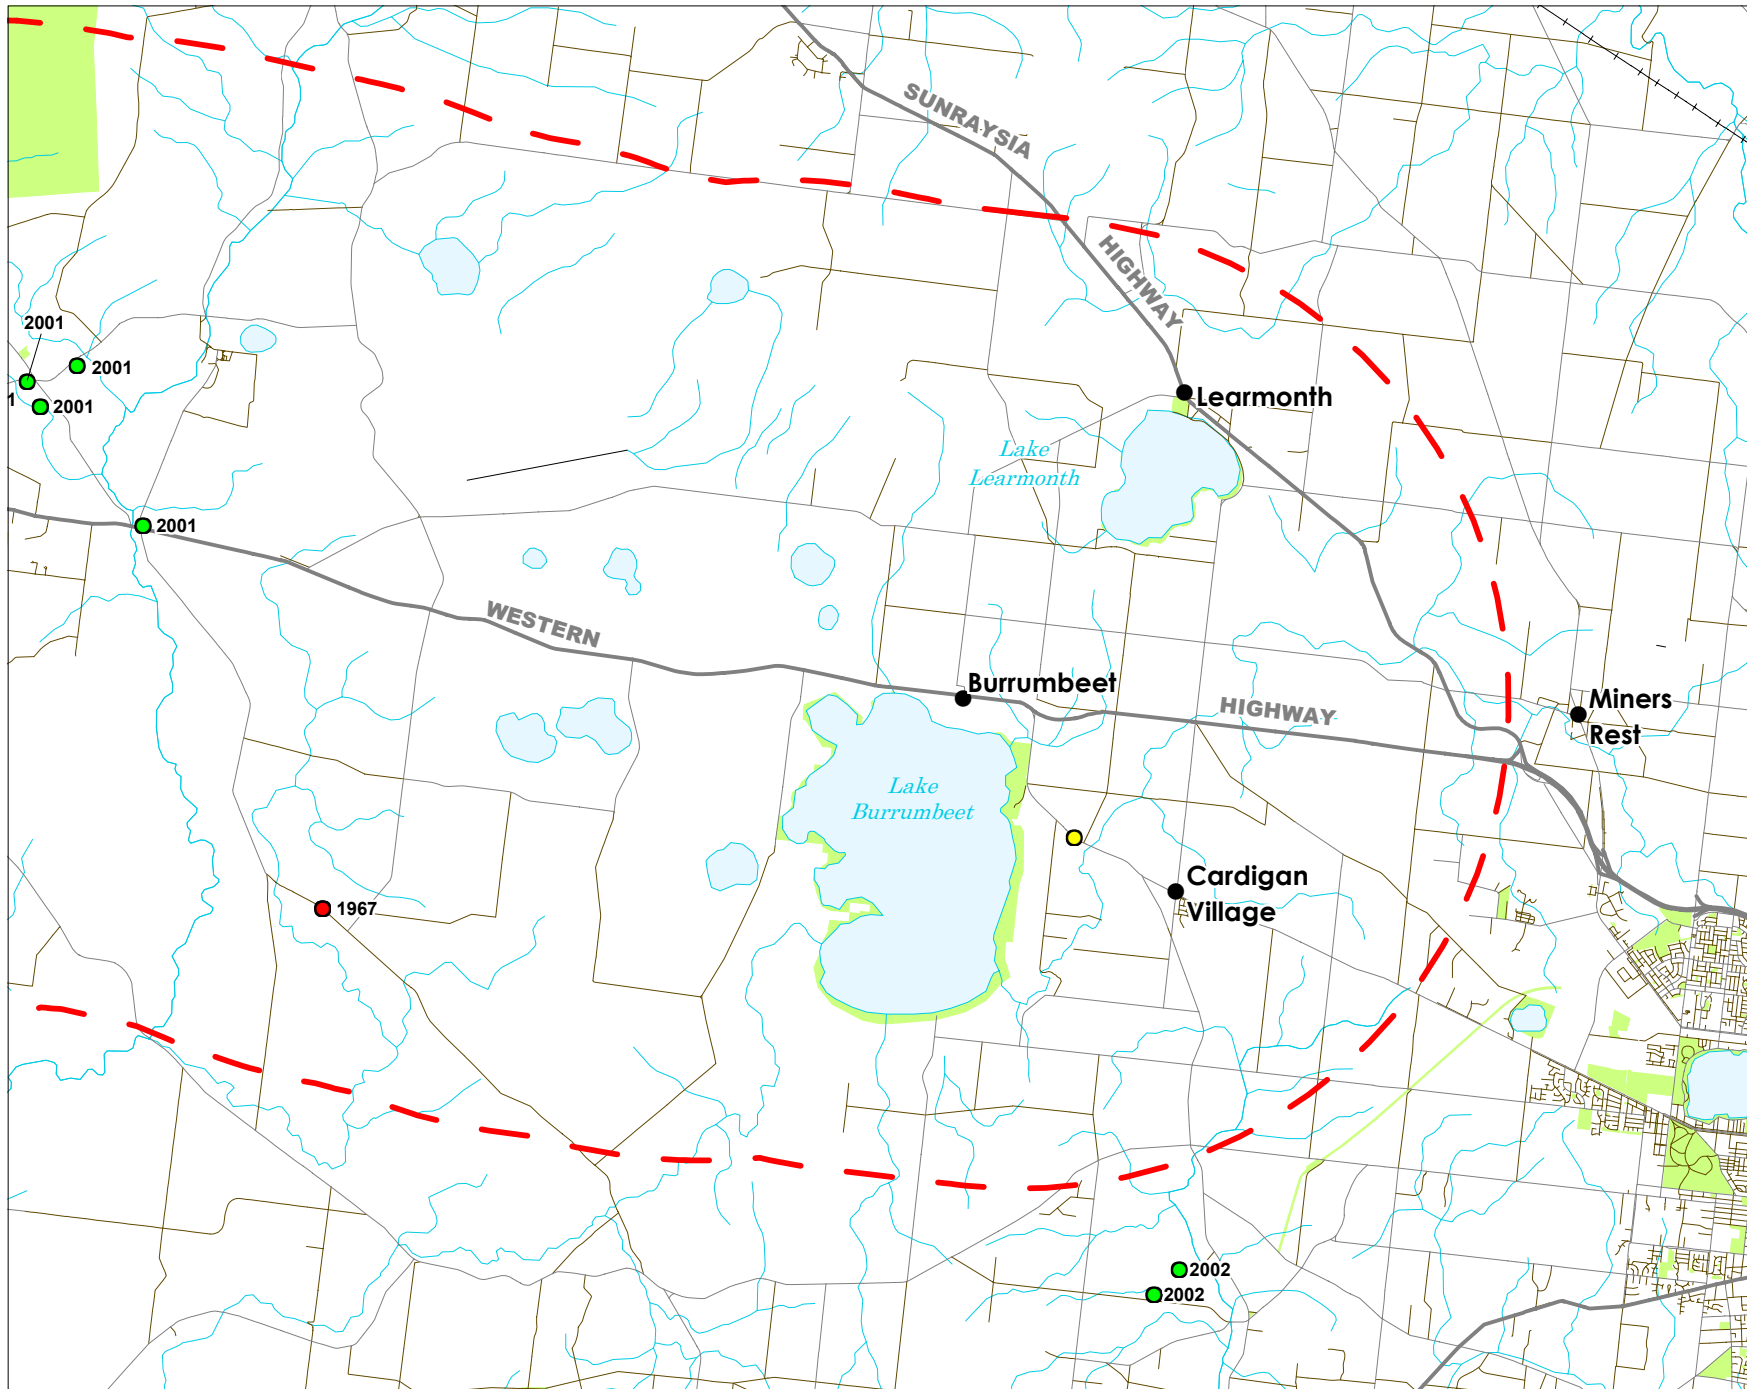 SUNRAYSIA
HIGHWAY
2001
2001
2001
1
Learmonth
Lake
Learmonth
2001
WESTERN
Burrumbeet
HIGHWAY
Miners
Rest
Lake
Burrumbeet
Cardigan
Village
1967
2002
2002